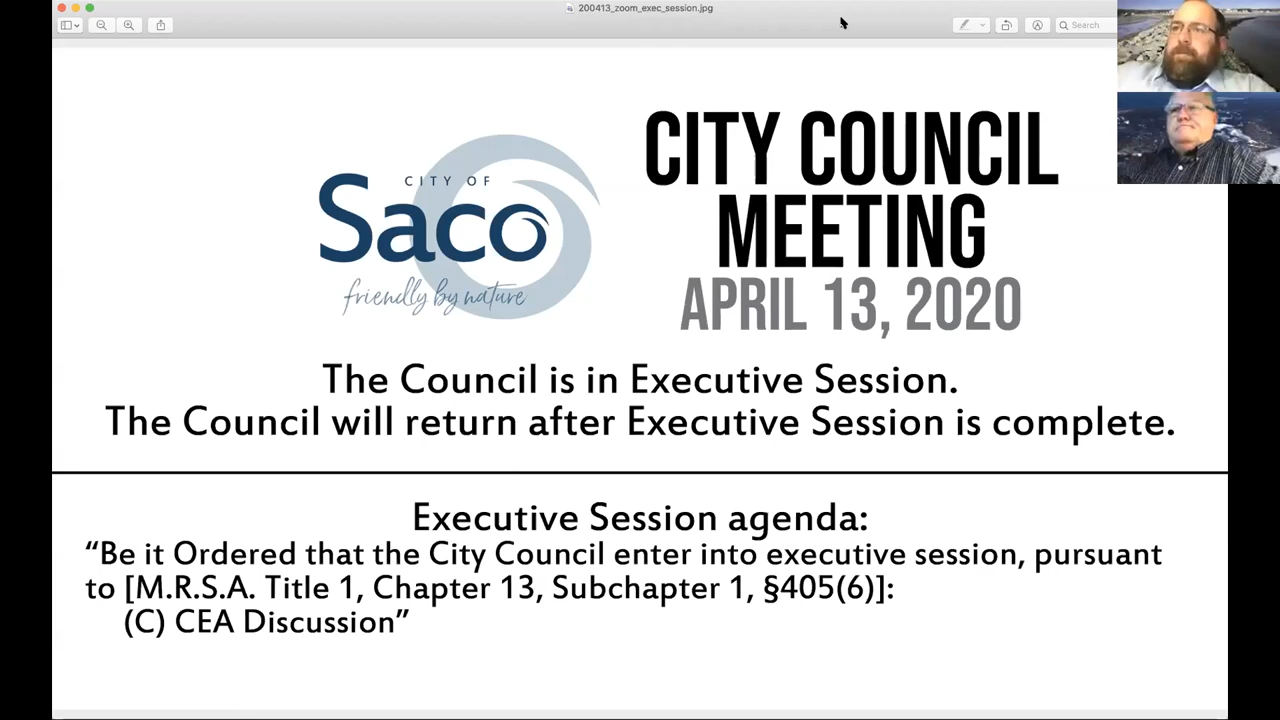 200413_zoom_exec_session.jpg
Search
CITY OF
Saco
friendly by nature
CITY COUNCIL
MEETING
APRIL 13, 2020
The Council is in Executive Session.
The Council will return after Executive Session is complete.
Executive Session agenda:
“Be it Ordered that the City Council enter into executive session, pursuant
to [M.R.S.A. Title 1, Chapter 13, Subchapter 1, §405(6)]:
(C) CEA Discussion”